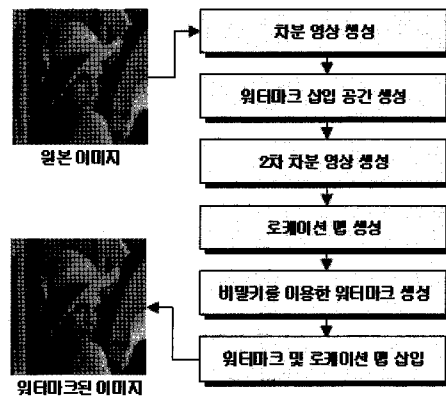 차분 영상 생성
워터마크 삽입 공간 생성
2차 차분 영상 생성
로케이션 맵 생성
비밀키를 이용한 워터마크 생성
워터마크 및 로케이션 맵 삽입
원본 이미지
워터마크된 이미지